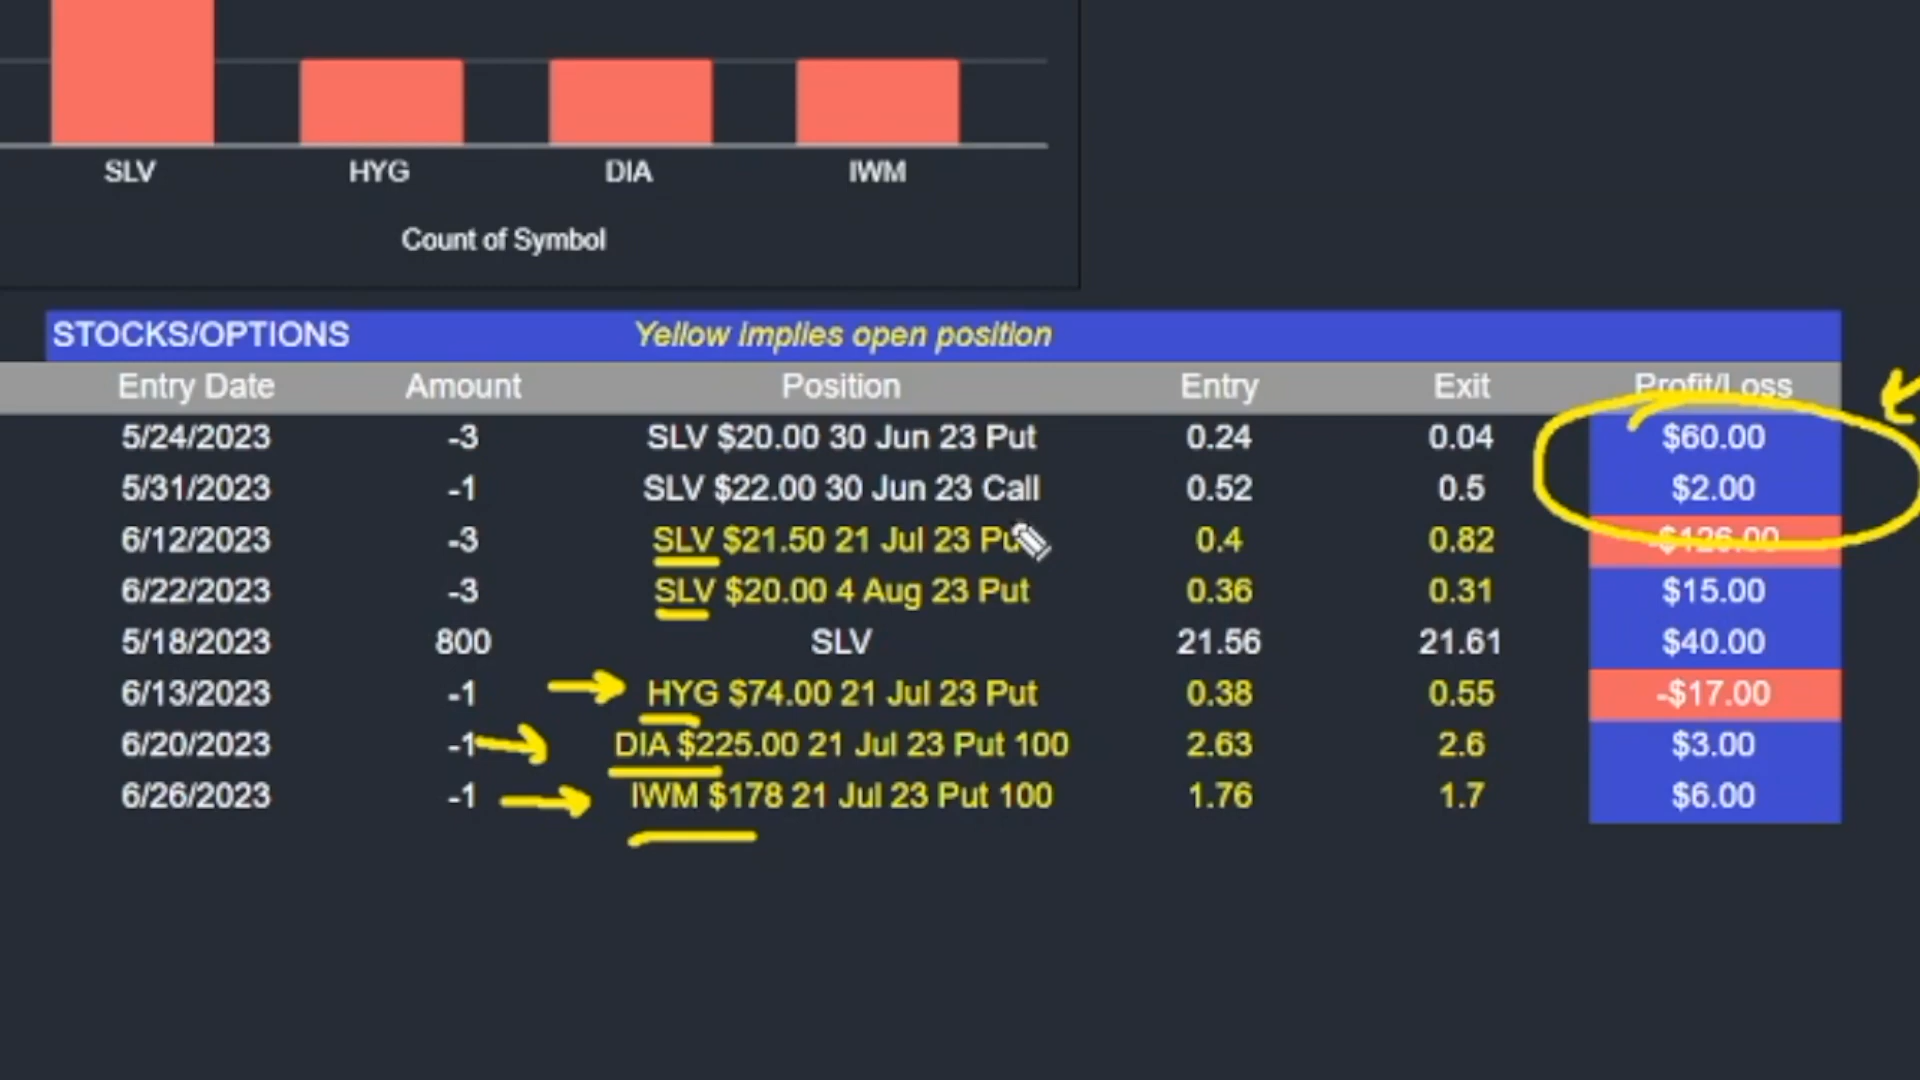 SLV HYG DIA IWM
Count of Symbol
STOCKS/OPTIONS Yellow implies open position
Entry Date Amount Position Entry Exit Profit/Loss
5/24/2023 -3 SLV $20.00 30 Jun 23 Put 0.24 0.04 $60.00
5/31/2023 -1 SLV $22.00 30 Jun 23 Call 0.52 0.5 $2.00
6/12/2023 -3 SLV $21.50 21 Jul 23 Put 0.4 0.82 -$126.00
6/22/2023 -3 SLV $20.00 4 Aug 23 Put 0.36 0.31 $15.00
5/18/2023 800 SLV 21.56 21.61 $40.00
6/13/2023 -1 HYG $74.00 21 Jul 23 Put 0.38 0.55 -$17.00
6/20/2023 -1 DIA $225.00 21 Jul 23 Put 100 2.63 2.6 $3.00
6/26/2023 -1 IWM $178 21 Jul 23 Put 100 1.76 1.7 $6.00